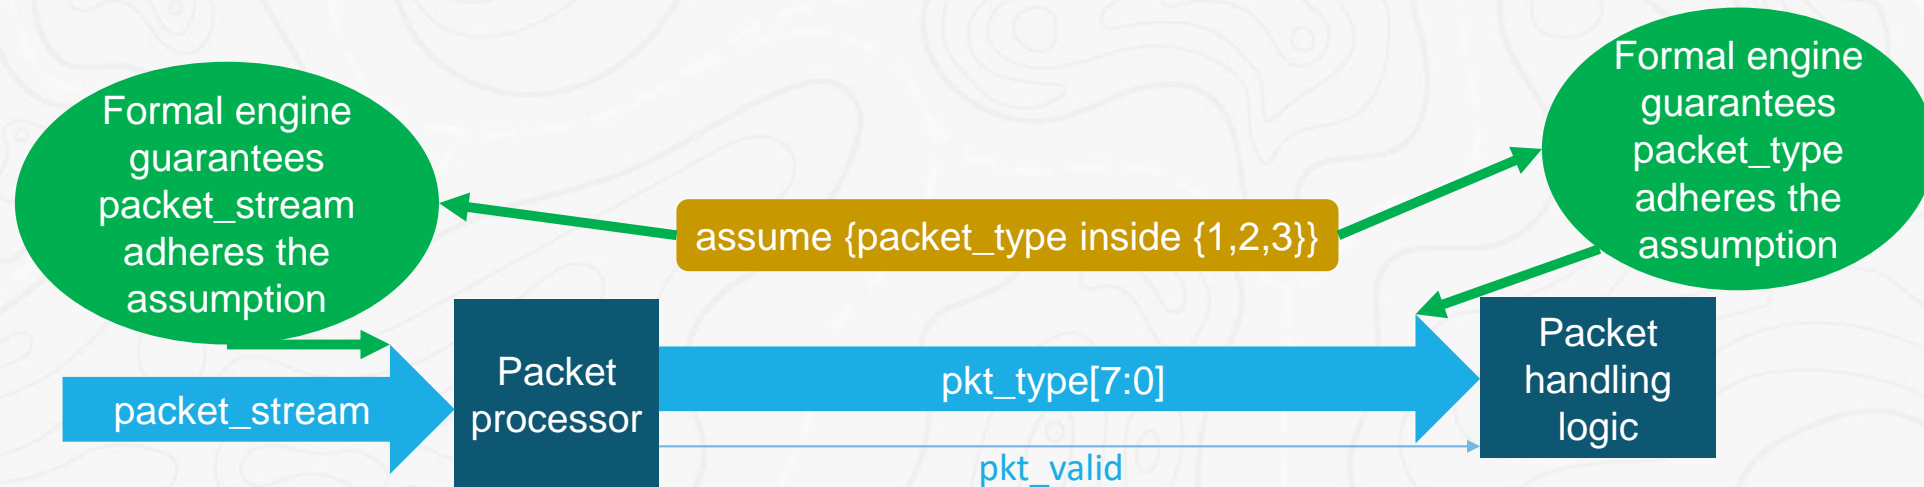 Formal engine
guarantees
packet_stream
adheres the
assumption
assume {packet_type inside {1,2,3}}
Formal engine
guarantees
packet_type
adheres the
assumption
packet_stream
Packet
processor
pkt_type[7:0]
pkt_valid
Packet
handling
logic